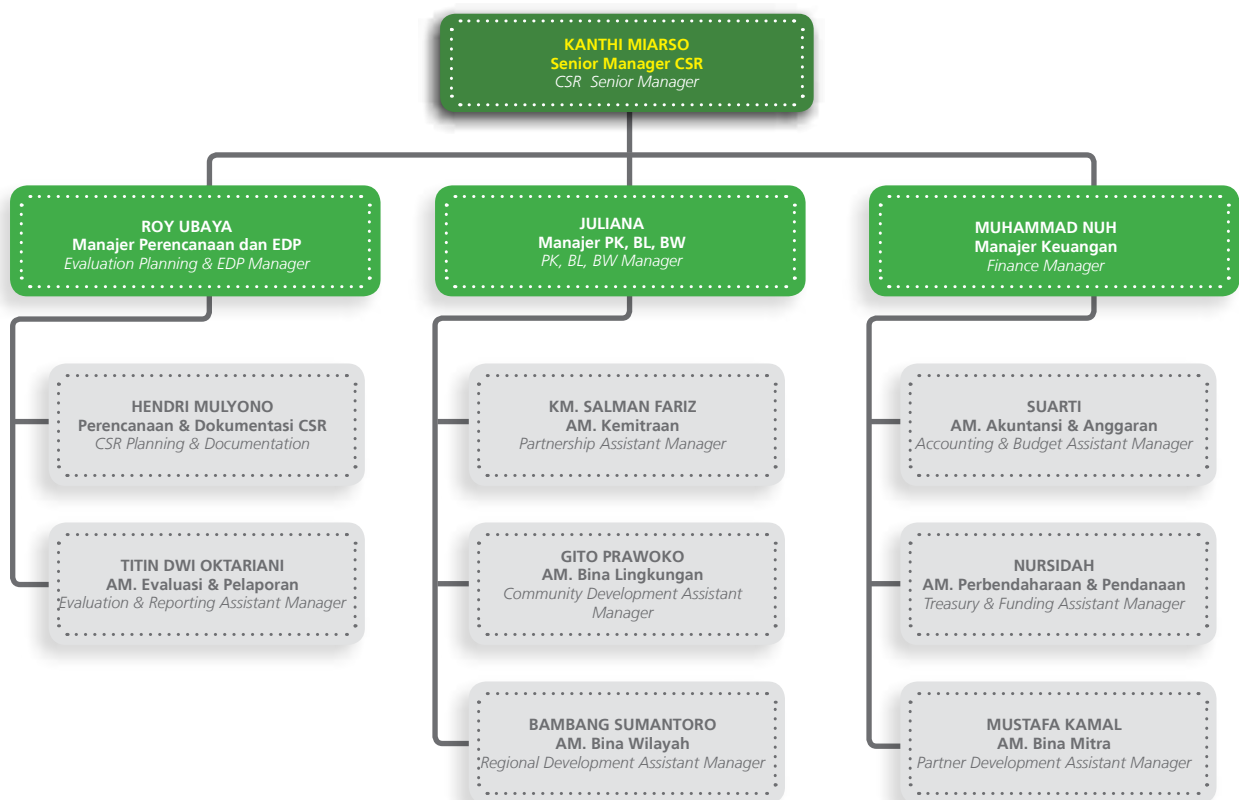 KANTHI MIARSO
Senior Manager CSR
CSR Senior Manager
ROY UBAYA
Manajer Perencanaan dan EDP
Evaluation Planning & EDP Manager
JULIANA
Manajer PK, BL, BW
PK, BL, BW Manager
MUHAMMAD NUH
Manajer Keuangan
Finance Manager
HENDRI MULYONO
Perencanaan & Dokumentasi CSR
CSR Planning & Documentation
TITIN DWI OKTARIANI
AM. Evaluasi & Pelaporan
Evaluation & Reporting Assistant Manager
KM. SALMAN FARIZ
AM. Kemitraan
Partnership Assistant Manager
GITO PRAWOKO
AM. Bina Lingkungan
Community Development Assistant
Manager
BAMBANG SUMANTORO
AM. Bina Wilayah
Regional Development Assistant Manager
SUARTI
AM. Akuntansi & Anggaran
Accounting & Budget Assistant Manager
NURSIDAH
AM. Perbendaharaan & Pendanaan
Treasury & Funding Assistant Manager
MUSTAFA KAMAL
AM. Bina Mitra
Partner Development Assistant Manager